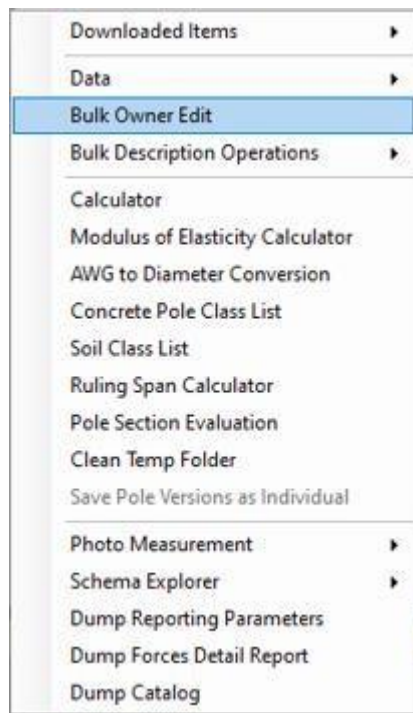 Downloaded Items
Data
Bulk Owner Edit
Bulk Description Operations
Calculator
Modulus of Elasticity Calculator
AWG to Diameter Conversion
Concrete Pole Class List
Soil Class List
Ruling Span Calculator
Pole Section Evaluation
Clean Temp Folder
Save Pole Versions as Individual
Photo Measurement
Schema Explorer
Dump Reporting Parameters
Dump Forces Detail Report
Dump Catalog